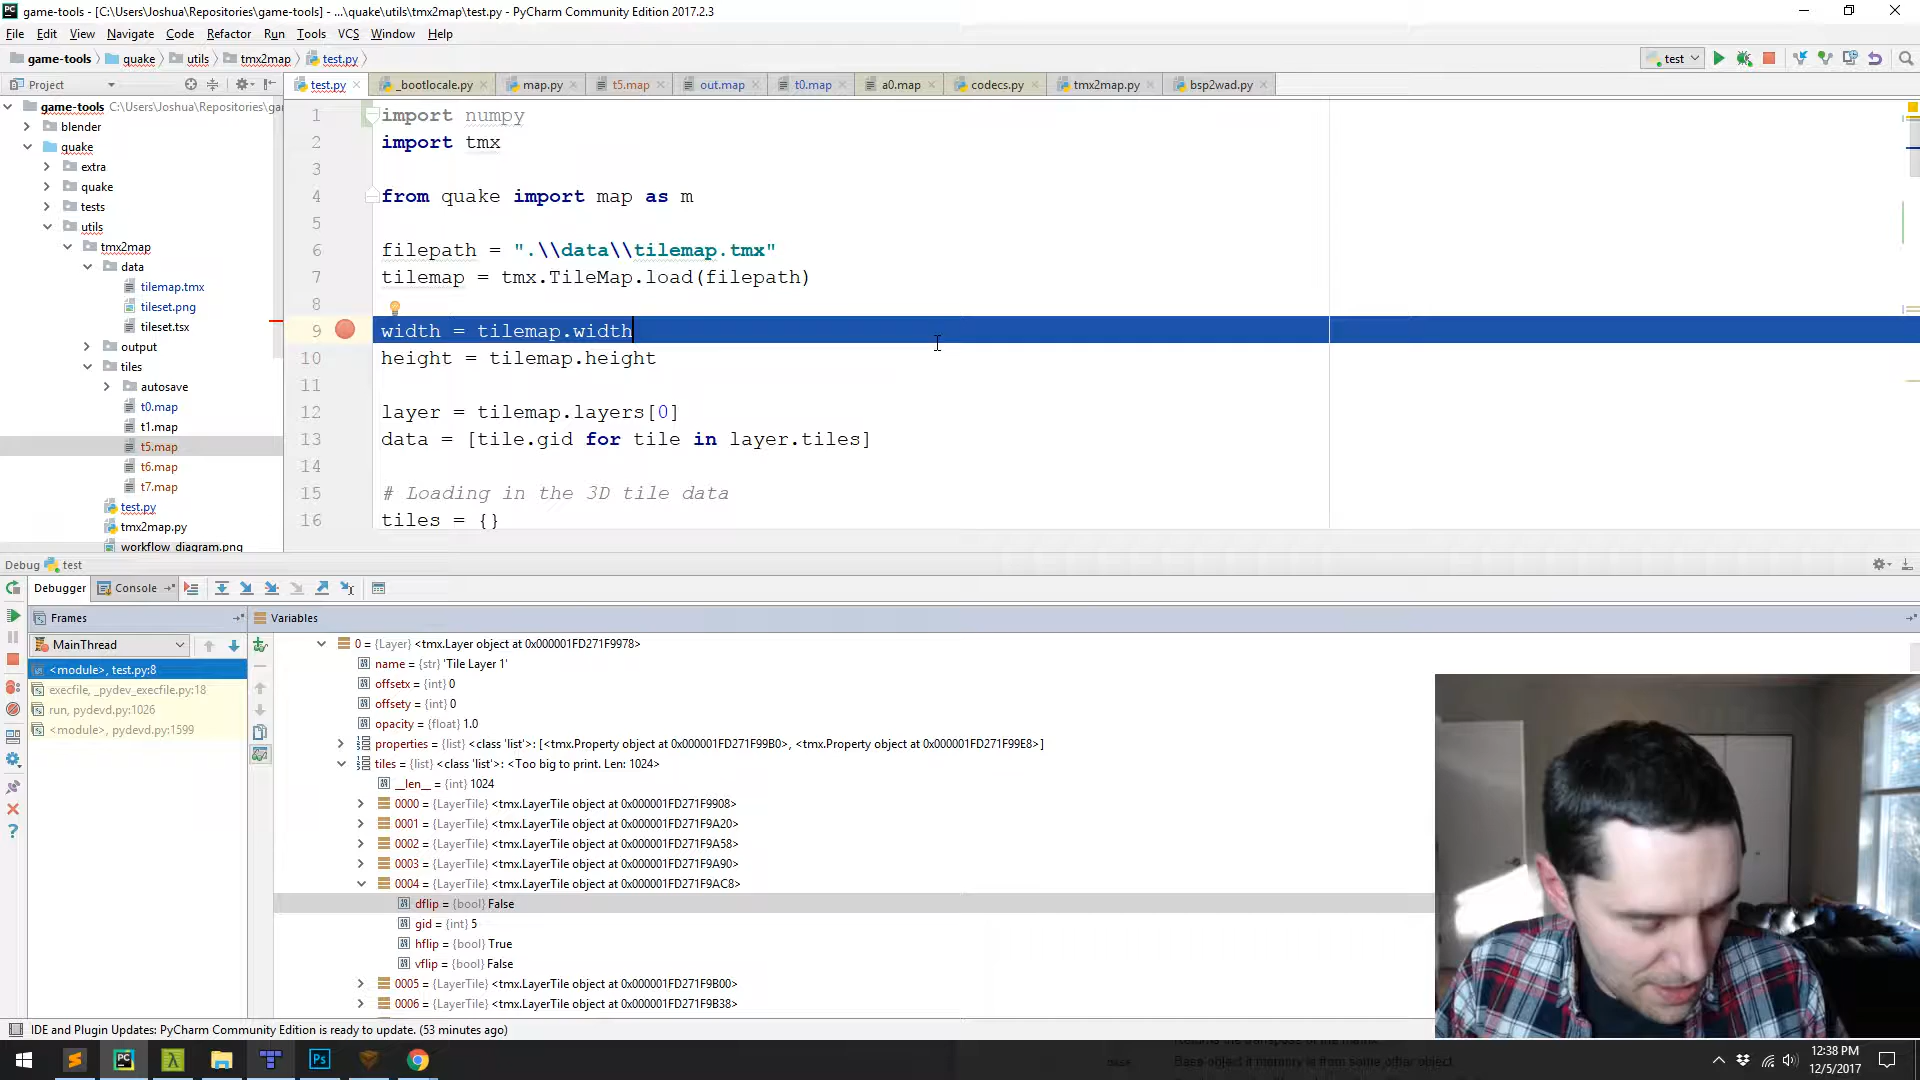 game-tools - [C:\Users\Joshua\Repositories\game-tools] - ...\quake\utils\tmx2map\test.py - PyCharm Community Edition 2017.2.3
File Edit View Navigate Code Refactor Run Tools VCS Window Help
game-tools quake utils tmx2map test.py test
Project test.py _bootlocale.py map.py t5.map out.map t0.map a0.map codecs.py tmx2map.py bsp2wad.py
game-tools C:\Users\Joshua\Repositories\ga
blender
quake
extra
quake
tests
utils
tmx2map
data
tilemap.tmx
tileset.png
tileset.tsx
output
tiles
autosave
t0.map
t1.map
t5.map
t6.map
t7.map
test.py
tmx2map.py
workflow_diagram.png
1 import numpy
2 import tmx
3
4 from quake import map as m
5
6 filepath = ".\\data\\tilemap.tmx"
7 tilemap = tmx.TileMap.load(filepath)
8
9 width = tilemap.width
10 height = tilemap.height
11
12 layer = tilemap.layers[0]
13 data = [tile.gid for tile in layer.tiles]
14
15 # Loading in the 3D tile data
16 tiles = {}
Debug test
Debugger Console
Frames Variables
MainThread
<module>, test.py:8
execfile, _pydev_execfile.py:18
run, pydevd.py:1026
<module>, pydevd.py:1599
0 = {Layer} <tmx.Layer object at 0x000001FD271F9978>
name = {str} 'Tile Layer 1'
offsetx = {int} 0
offsety = {int} 0
opacity = {float} 1.0
properties = {list} <class 'list'>: [<tmx.Property object at 0x000001FD271F99B0>, <tmx.Property object at 0x000001FD271F99E8>]
tiles = {list} <class 'list'>: <Too big to print. Len: 1024>
__len__ = {int} 1024
0000 = {LayerTile} <tmx.LayerTile object at 0x000001FD271F9908>
0001 = {LayerTile} <tmx.LayerTile object at 0x000001FD271F9A20>
0002 = {LayerTile} <tmx.LayerTile object at 0x000001FD271F9A58>
0003 = {LayerTile} <tmx.LayerTile object at 0x000001FD271F9A90>
0004 = {LayerTile} <tmx.LayerTile object at 0x000001FD271F9AC8>
dflip = {bool} False
gid = {int} 5
hflip = {bool} True
vflip = {bool} False
0005 = {LayerTile} <tmx.LayerTile object at 0x000001FD271F9B00>
0006 = {LayerTile} <tmx.LayerTile object at 0x000001FD271F9B38>
IDE and Plugin Updates: PyCharm Community Edition is ready to update. (53 minutes ago)
Base object if memory is from some other object
12:38 PM
12/5/2017